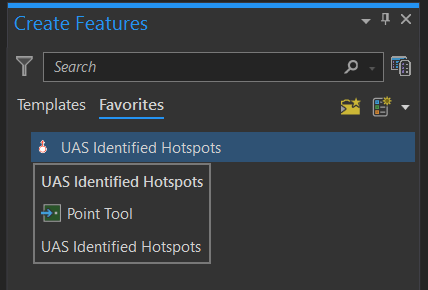 Create Features
Search
Templates Favorites
UAS Identified Hotspots
UAS Identified Hotspots
Point Tool
UAS Identified Hotspots